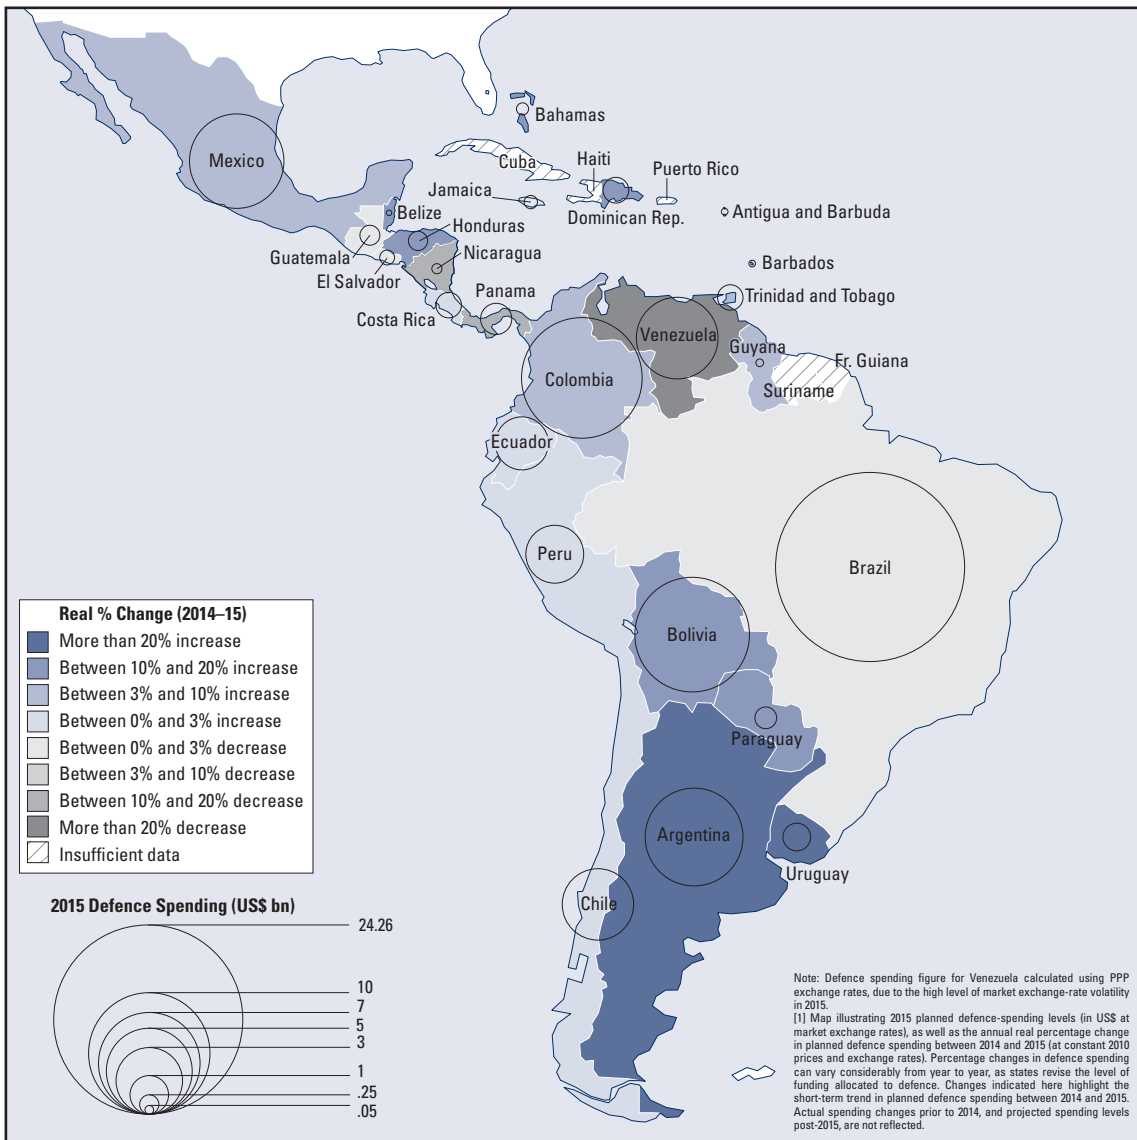 Bahamas
Mexico
Cuba
Haiti
Puerto Rico
Jamaica
Dominican Rep.
Antigua and Barbuda
Belize
Honduras
Guatemala
Nicaragua
El Salvador
Barbados
Panama
Trinidad and Tobago
Costa Rica
Venezuela
Guyana
Fr. Guiana
Colombia
Suriname
Ecuador
Peru
Brazil
Bolivia
Paraguay
Argentina
Uruguay
Chile
Real % Change (2014–15)
More than 20% increase
Between 10% and 20% increase
Between 3% and 10% increase
Between 0% and 3% increase
Between 0% and 3% decrease
Between 3% and 10% decrease
Between 10% and 20% decrease
More than 20% decrease
Insufficient data
2015 Defence Spending (US$ bn)
24.26
10
7
5
3
1
.25
.05
Note: Defence spending figure for Venezuela calculated using PPP
exchange rates, due to the high level of market exchange-rate volatility
in 2015.
[1] Map illustrating 2015 planned defence-spending levels (in US$ at
market exchange rates), as well as the annual real percentage change
in planned defence spending between 2014 and 2015 (at constant 2010
prices and exchange rates). Percentage changes in defence spending
can vary considerably from year to year, as states revise the level of
funding allocated to defence. Changes indicated here highlight the
short-term trend in planned defence spending between 2014 and 2015.
Actual spending changes prior to 2014, and projected spending levels
post-2015, are not reflected.